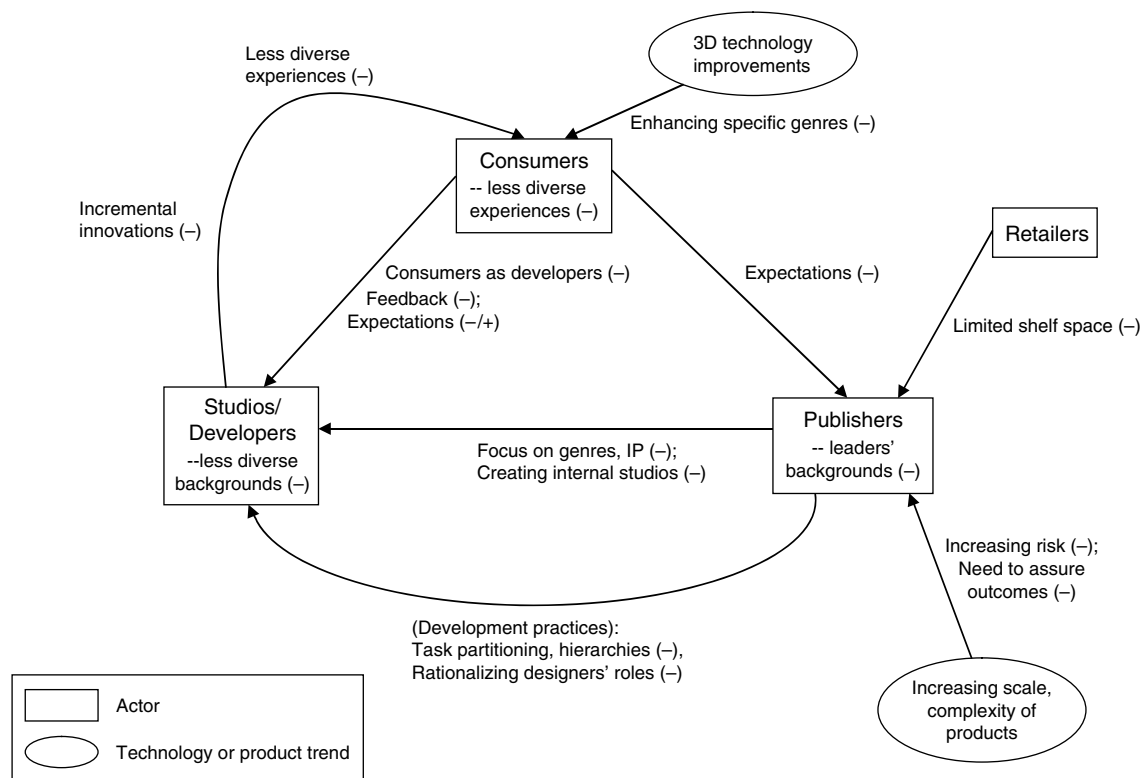 Less diverse
experiences (–)
3D technology
improvements
Enhancing specific genres (–)
Consumers
-- less diverse
experiences (–)
Incremental
innovations (–)
Retailers
Consumers as developers (–)
Feedback (–);
Expectations (–/+)
Expectations (–)
Limited shelf space (–)
Studios/
Developers
--less diverse
backgrounds (–)
Publishers
-- leaders’
backgrounds (–)
Focus on genres, IP (–);
Creating internal studios (–)
Increasing risk (–);
Need to assure
outcomes (–)
(Development practices):
Task partitioning, hierarchies (–),
Rationalizing designers’ roles (–)
Increasing scale,
complexity of
products
Actor
Technology or product trend